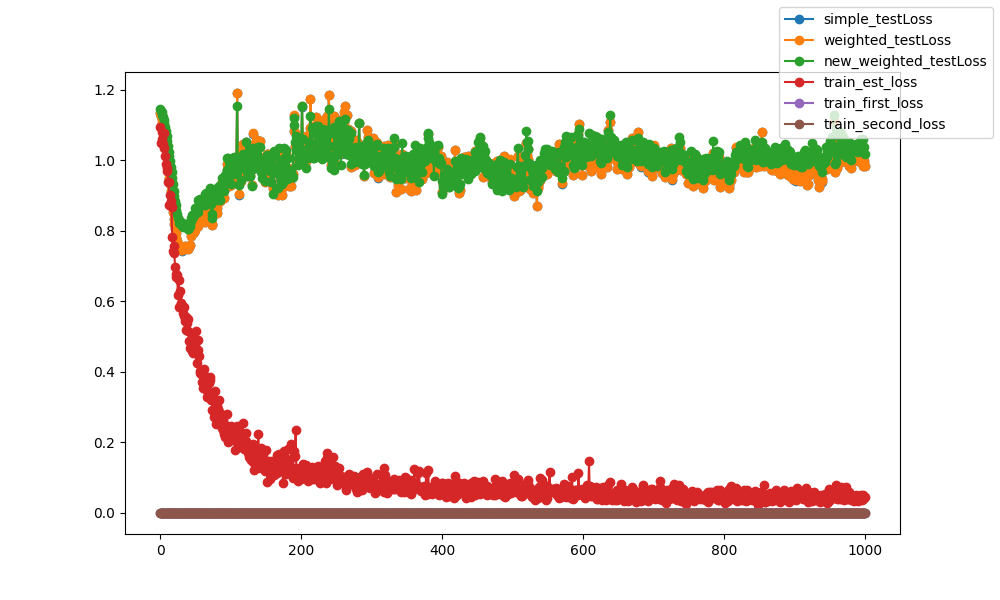 simple_testLoss
weighted_testLoss
new_weighted_testLoss
train_est_loss
train_first_loss
train_second_loss
1.2
1.0
0.8
0.6
0.4
0.2
0.0
0 200 400 600 800 1000